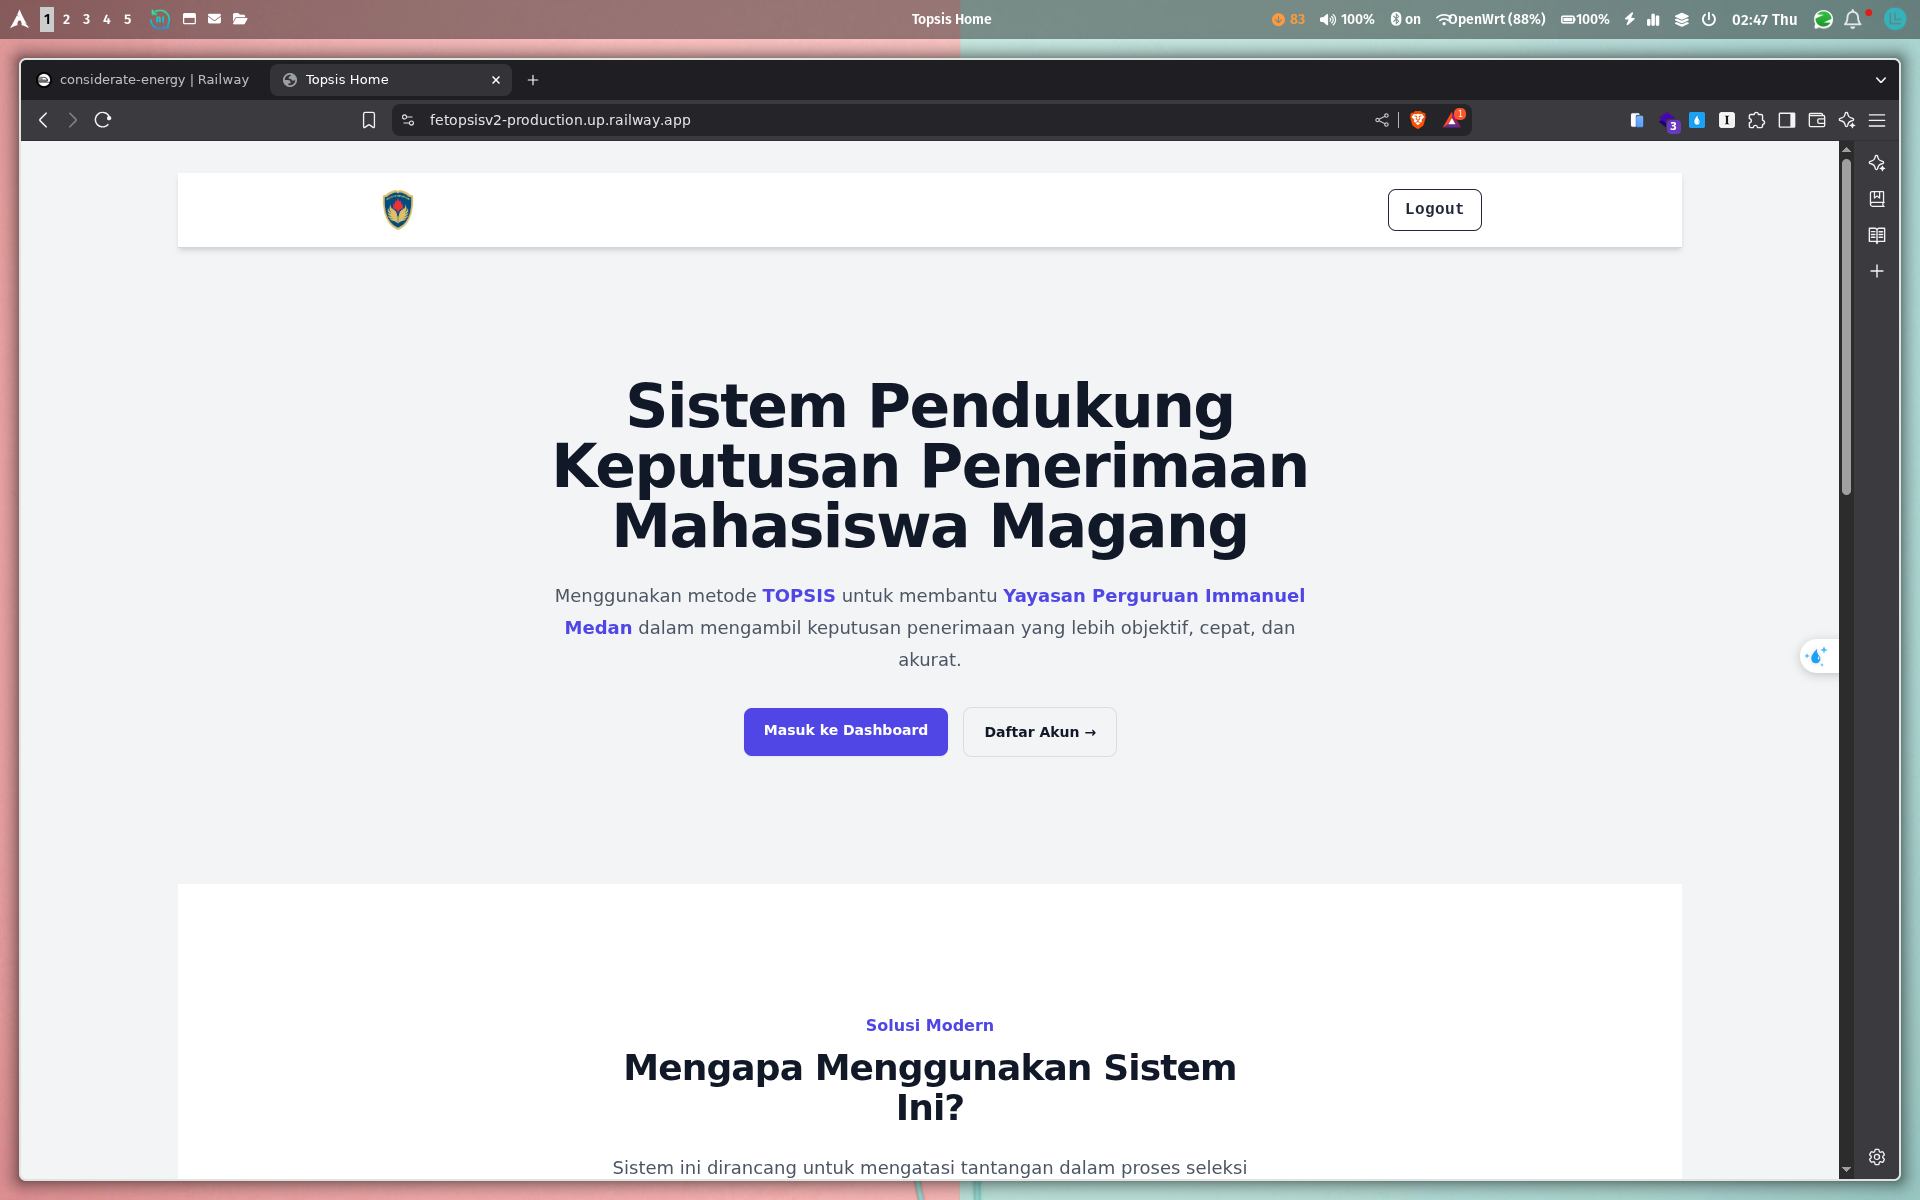 1 2 3 4 5
Topsis Home
83 100% on OpenWrt (88%) 100% 02:47 Thu
considerate-energy | Railway
Topsis Home
fetopsisv2-production.up.railway.app
1
3
I
Logout
Sistem Pendukung
Keputusan Penerimaan
Mahasiswa Magang
Menggunakan metode TOPSIS untuk membantu Yayasan Perguruan Immanuel
Medan dalam mengambil keputusan penerimaan yang lebih objektif, cepat, dan
akurat.
Masuk ke Dashboard
Daftar Akun →
Solusi Modern
Mengapa Menggunakan Sistem
Ini?
Sistem ini dirancang untuk mengatasi tantangan dalam proses seleksi